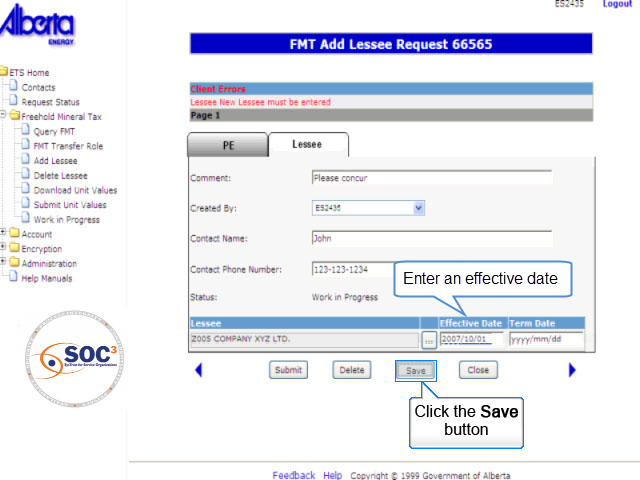 ES2435 Logout
Alberta
ENERGY
FMT Add Lessee Request 66565
ETS Home
Contacts
Request Status
Freehold Mineral Tax
Query FMT
FMT Transfer Role
Add Lessee
Delete Lessee
Download Unit Values
Submit Unit Values
Work in Progress
Account
Encryption
Administration
Help Manuals
Client Errors
Lessee New Lessee must be entered
Page 1
PE Lessee
Comment: Please concur
Created By: ES2435
Contact Name: John
Contact Phone Number: 123-123-1234
Enter an effective date
Status: Work in Progress
Lessee Effective Date Term Date
Z005 COMPANY XYZ LTD. ... 2007/10/01 yyyy/mm/dd
Submit Delete Save Close
Click the Save
button
SOC3
SysTrust for Service Organizations
Feedback Help Copyright © 1999 Government of Alberta